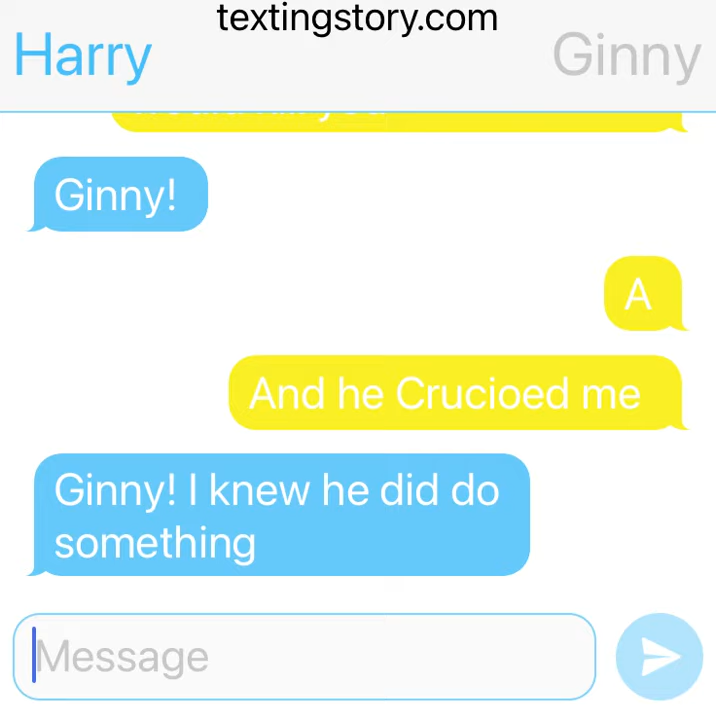 textingstory.com
Harry
Ginny
Ginny!
A
And he Crucioed me
Ginny! I knew he did do
something
Message